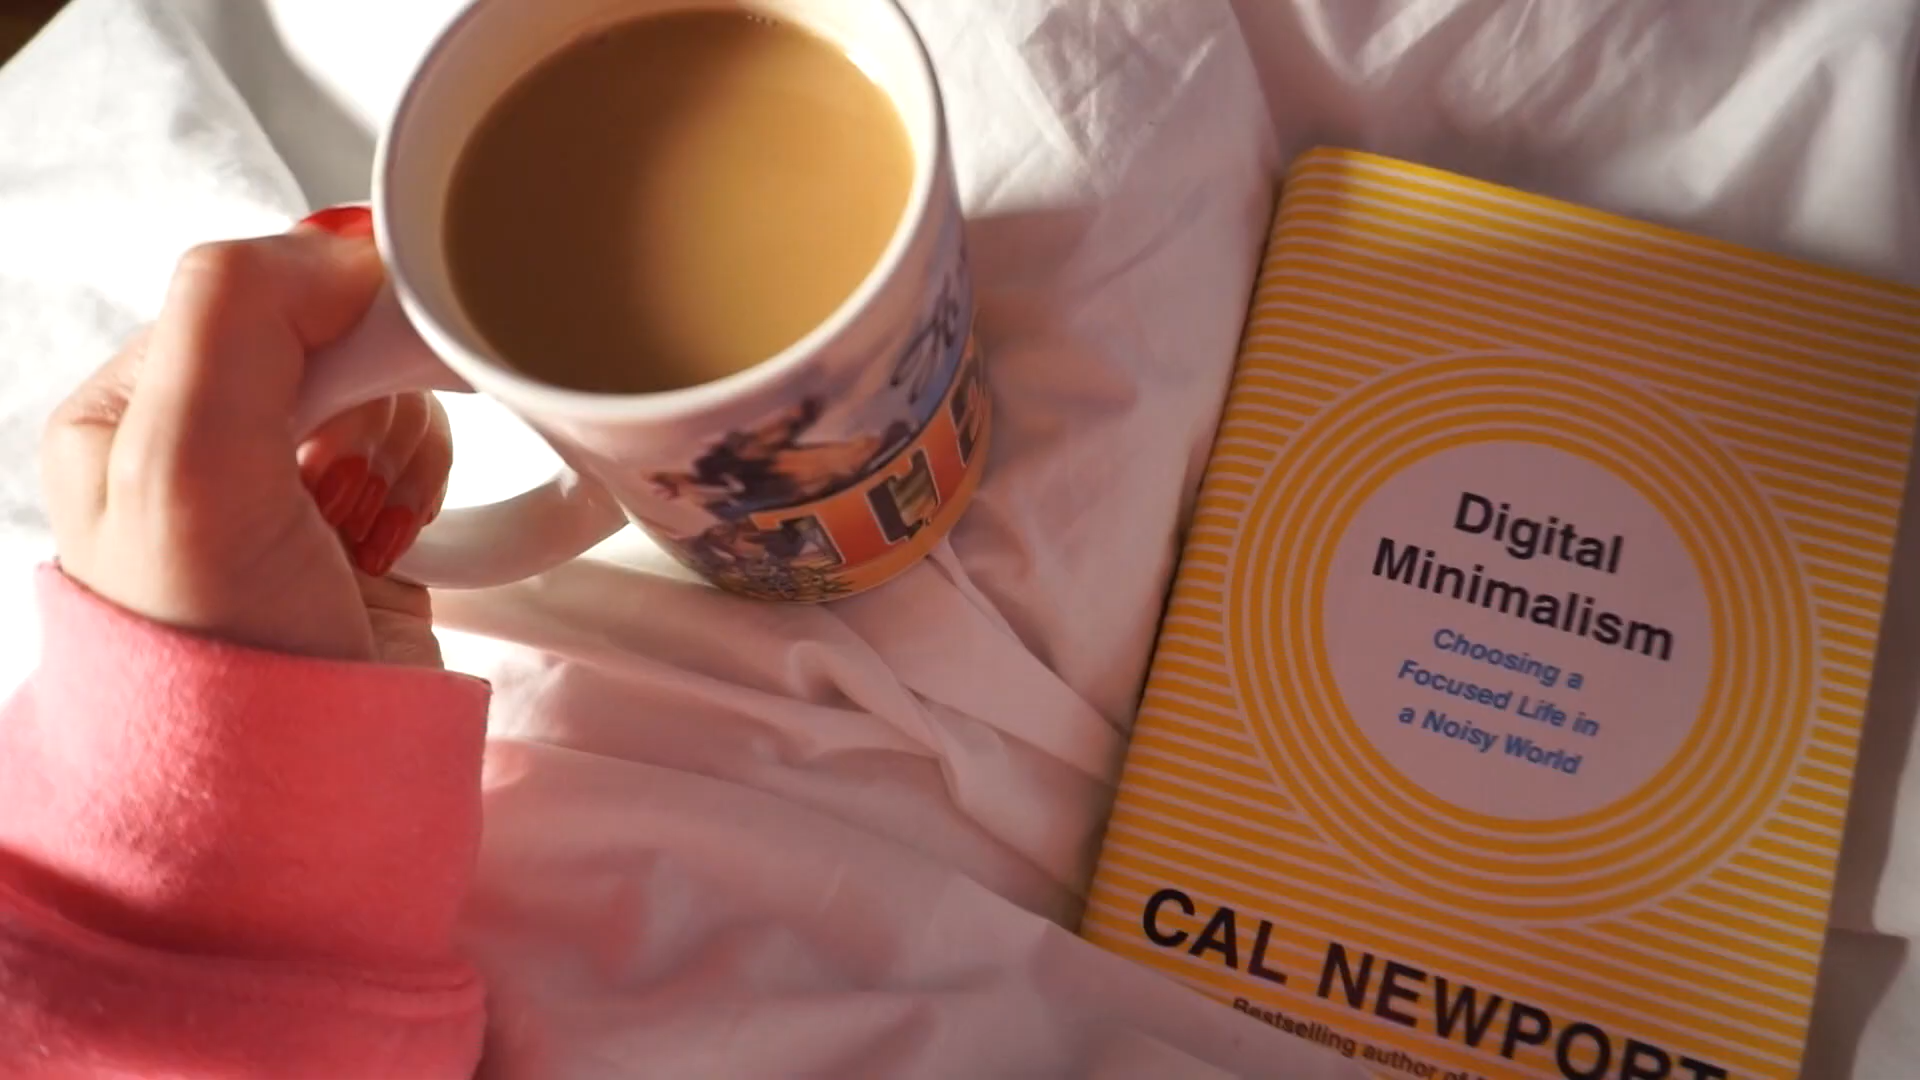 Digital
Minimalism
Choosing a
Focused Life in
a Noisy World
CAL NEWPORT
Bestselling author of